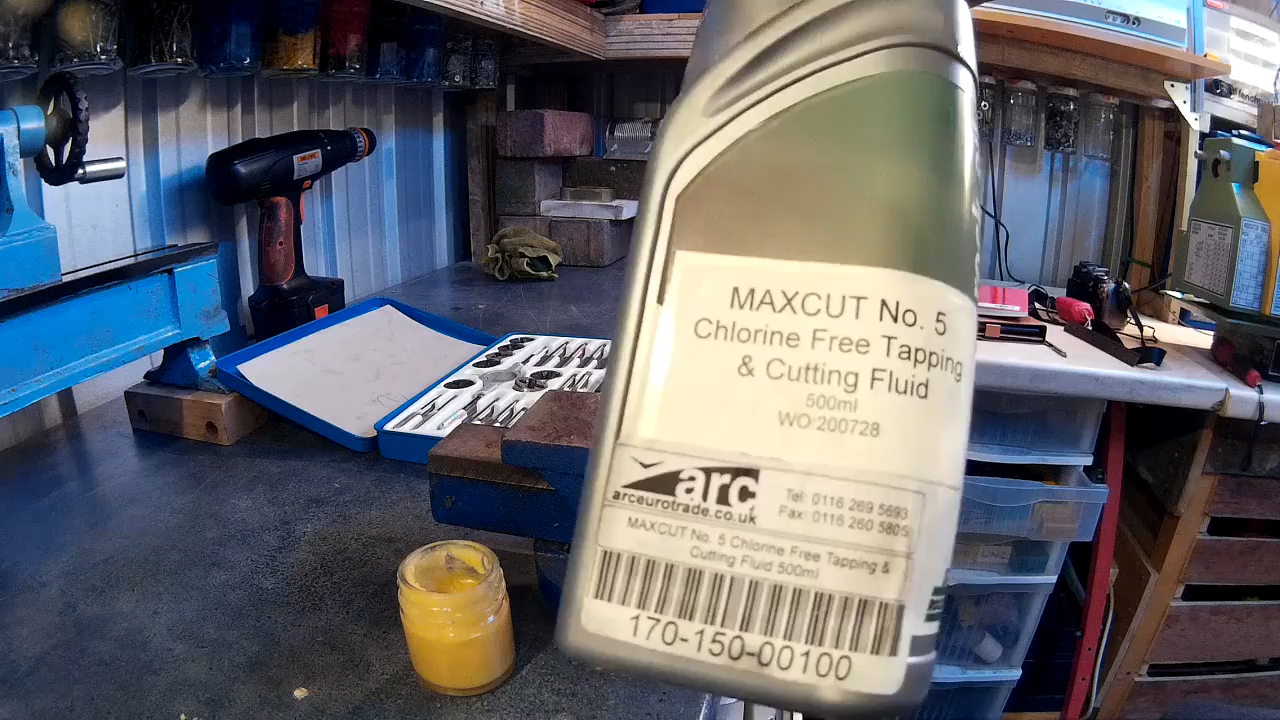 MAXCUT No. 5
Chlorine Free Tapping
& Cutting Fluid
500ml
WO 200728
arc
arceurotrade.co.uk
Tel: 0116 269 5693
Fax: 0116 260 5805
MAXCUT No. 5 Chlorine Free Tapping &
Cutting Fluid 500ml
170-150-00100